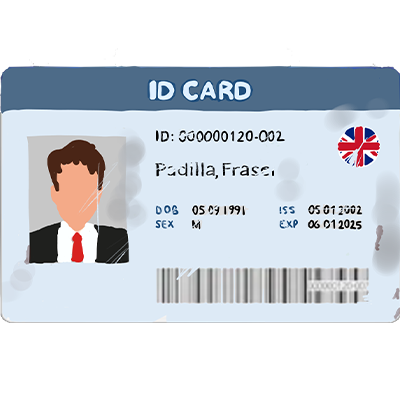 ID CARD
ID: 000000120-002
Padilla, Fraser
DOB 05.09.1991 ISS 05.01.2002
SEX M EXP 06.01.2025